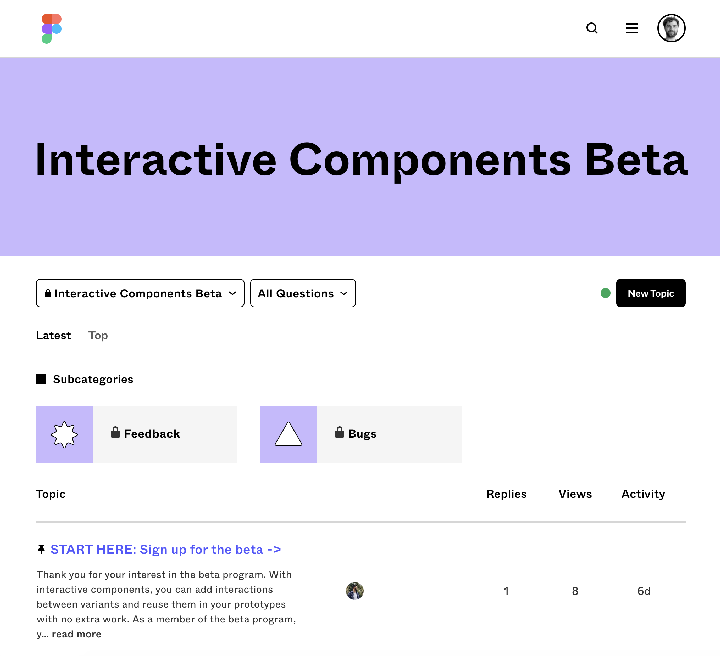 Interactive Components Beta
Interactive Components Beta All Questions New Topic
Latest Top
Subcategories
Feedback Bugs
Topic Replies Views Activity
START HERE: Sign up for the beta ->
Thank you for your interest in the beta program. With
interactive components, you can add interactions
between variants and reuse them in your prototypes
with no extra work. As a member of the beta program,
y... read more
1 8 6d